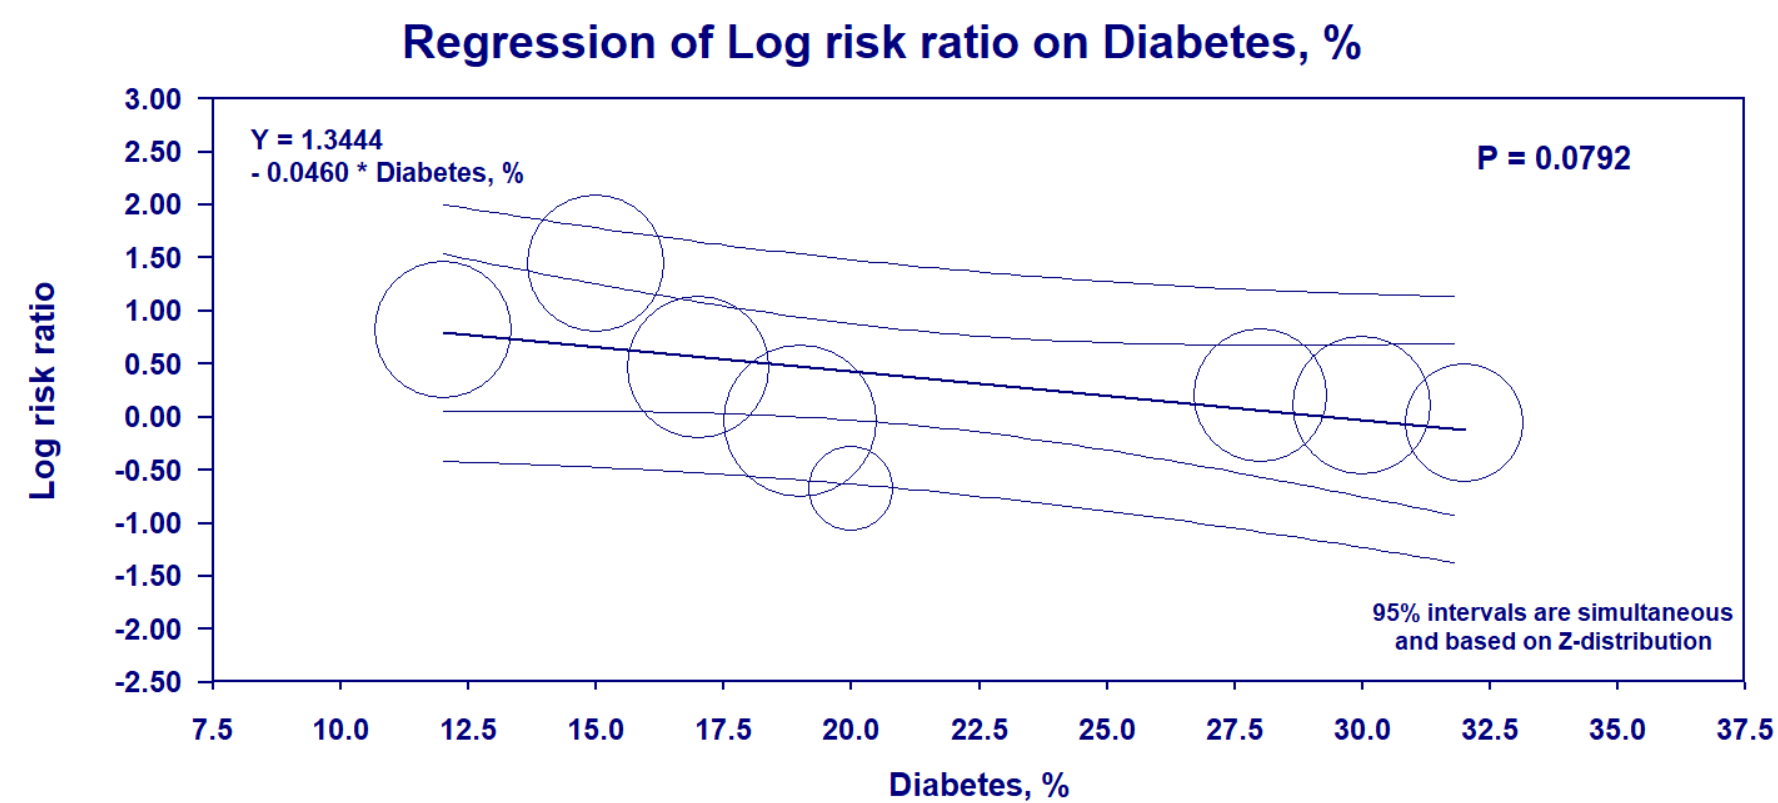 Regression of Log risk ratio on Diabetes, %
3.00
2.50
2.00
1.50
1.00
0.50
0.00
-0.50
-1.00
-1.50
-2.00
-2.50
Log risk ratio
Y = 1.3444
- 0.0460 * Diabetes, %
P = 0.0792
95% intervals are simultaneous
and based on Z-distribution
7.5 10.0 12.5 15.0 17.5 20.0 22.5 25.0 27.5 30.0 32.5 35.0 37.5
Diabetes, %